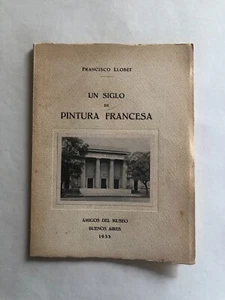 FRANCISCO LLOBET
UN SIGLO
DE
PINTURA FRANCESA
AMIGOS DEL MUSEO
BUENOS AIRES
1933